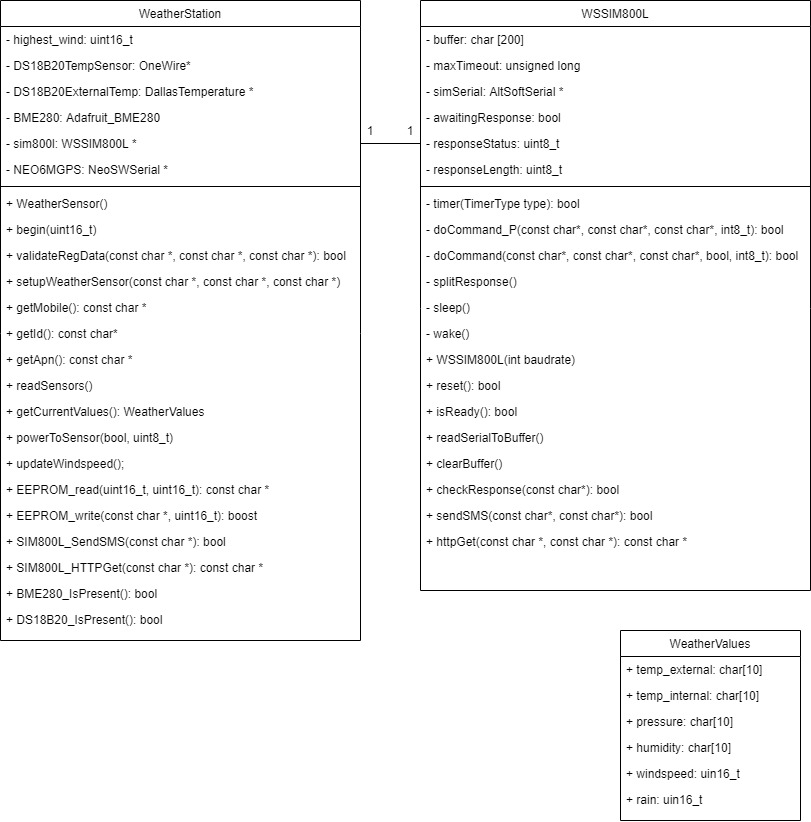 WeatherStation
- highest_wind: uint16_t
- DS18B20TempSensor: OneWire*
- DS18B20ExternalTemp: DallasTemperature *
- BME280: Adafruit_BME280
- sim800l: WSSIM800L *
- NEO6MGPS: NeoSWSerial *
+ WeatherSensor()
+ begin(uint16_t)
+ validateRegData(const char *, const char *, const char *): bool
+ setupWeatherSensor(const char *, const char *, const char *)
+ getMobile(): const char *
+ getId(): const char*
+ getApn(): const char *
+ readSensors()
+ getCurrentValues(): WeatherValues
+ powerToSensor(bool, uint8_t)
+ updateWindspeed();
+ EEPROM_read(uint16_t, uint16_t): const char *
+ EEPROM_write(const char *, uint16_t): boost
+ SIM800L_SendSMS(const char *): bool
+ SIM800L_HTTPGet(const char *): const char *
+ BME280_IsPresent(): bool
+ DS18B20_IsPresent(): bool
1 1
WSSIM800L
- buffer: char [200]
- maxTimeout: unsigned long
- simSerial: AltSoftSerial *
- awaitingResponse: bool
- responseStatus: uint8_t
- responseLength: uint8_t
- timer(TimerType type): bool
- doCommand_P(const char*, const char*, const char*, int8_t): bool
- doCommand(const char*, const char*, const char*, bool, int8_t): bool
- splitResponse()
- sleep()
- wake()
+ WSSIM800L(int baudrate)
+ reset(): bool
+ isReady(): bool
+ readSerialToBuffer()
+ clearBuffer()
+ checkResponse(const char*): bool
+ sendSMS(const char*, const char*): bool
+ httpGet(const char *, const char *): const char *
WeatherValues
+ temp_external: char[10]
+ temp_internal: char[10]
+ pressure: char[10]
+ humidity: char[10]
+ windspeed: uin16_t
+ rain: uin16_t